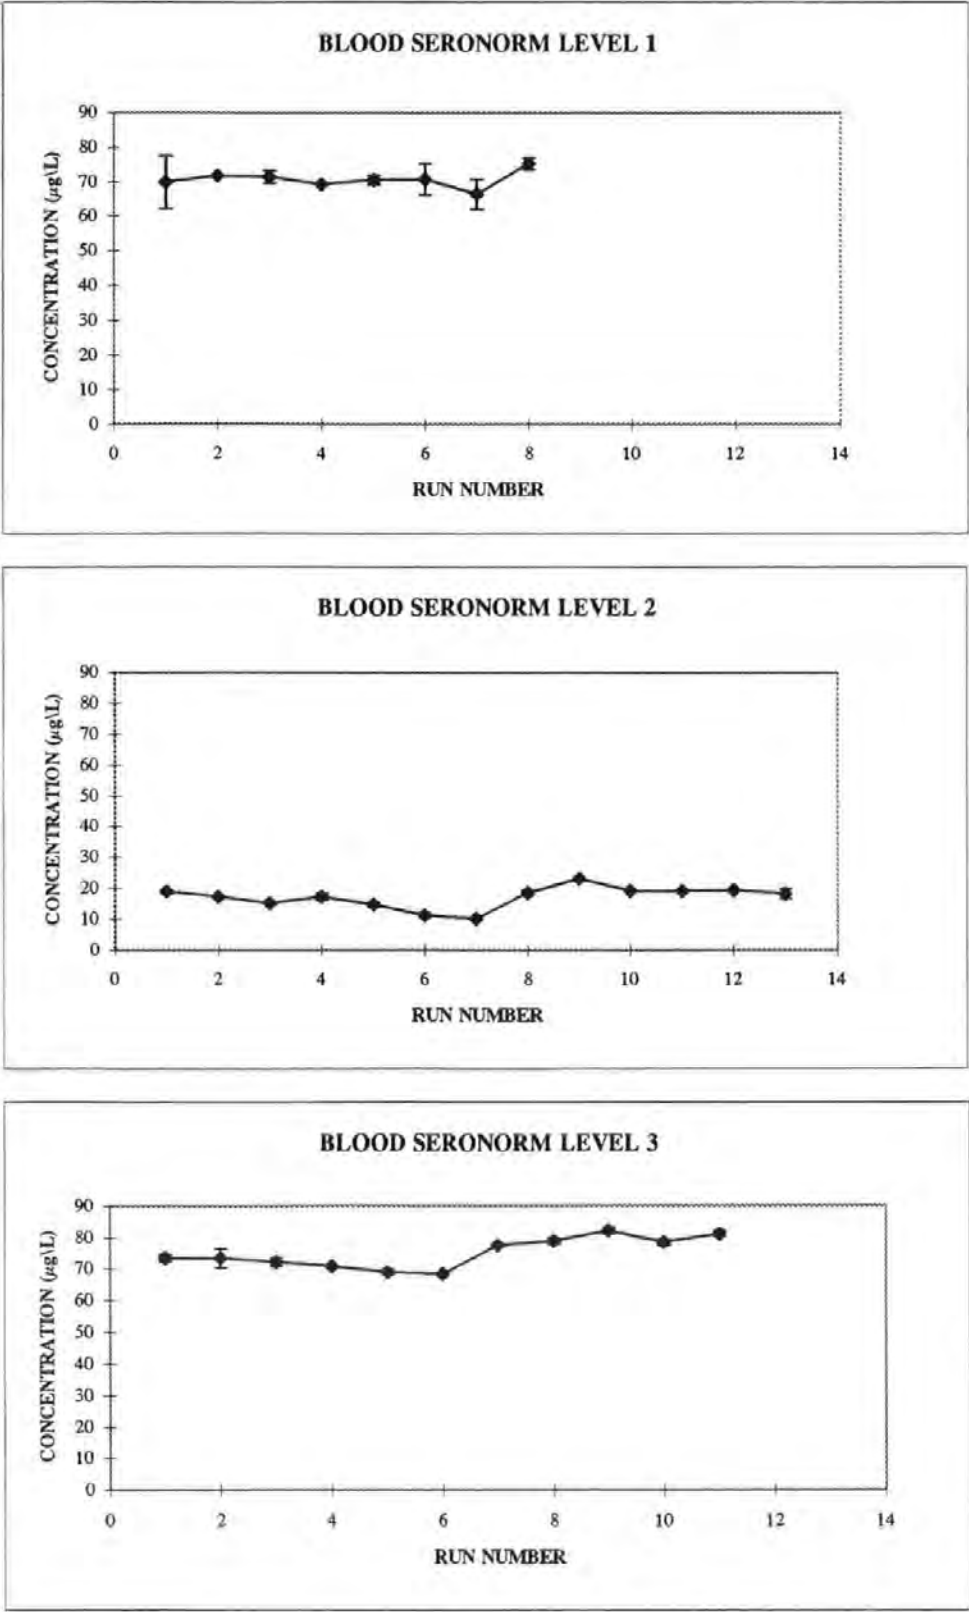 BLOOD SERONORM LEVEL 1
CONCENTRATION (µg\L)
90
80
70
60
50
40
30
20
10
0
0 2 4 6 8 10 12 14
RUN NUMBER
BLOOD SERONORM LEVEL 2
CONCENTRATION (µg\L)
90
80
70
60
50
40
30
20
10
0
0 2 4 6 8 10 12 14
RUN NUMBER
BLOOD SERONORM LEVEL 3
CONCENTRATION (µg\L)
90
80
70
60
50
40
30
20
10
0
0 2 4 6 8 10 12 14
RUN NUMBER